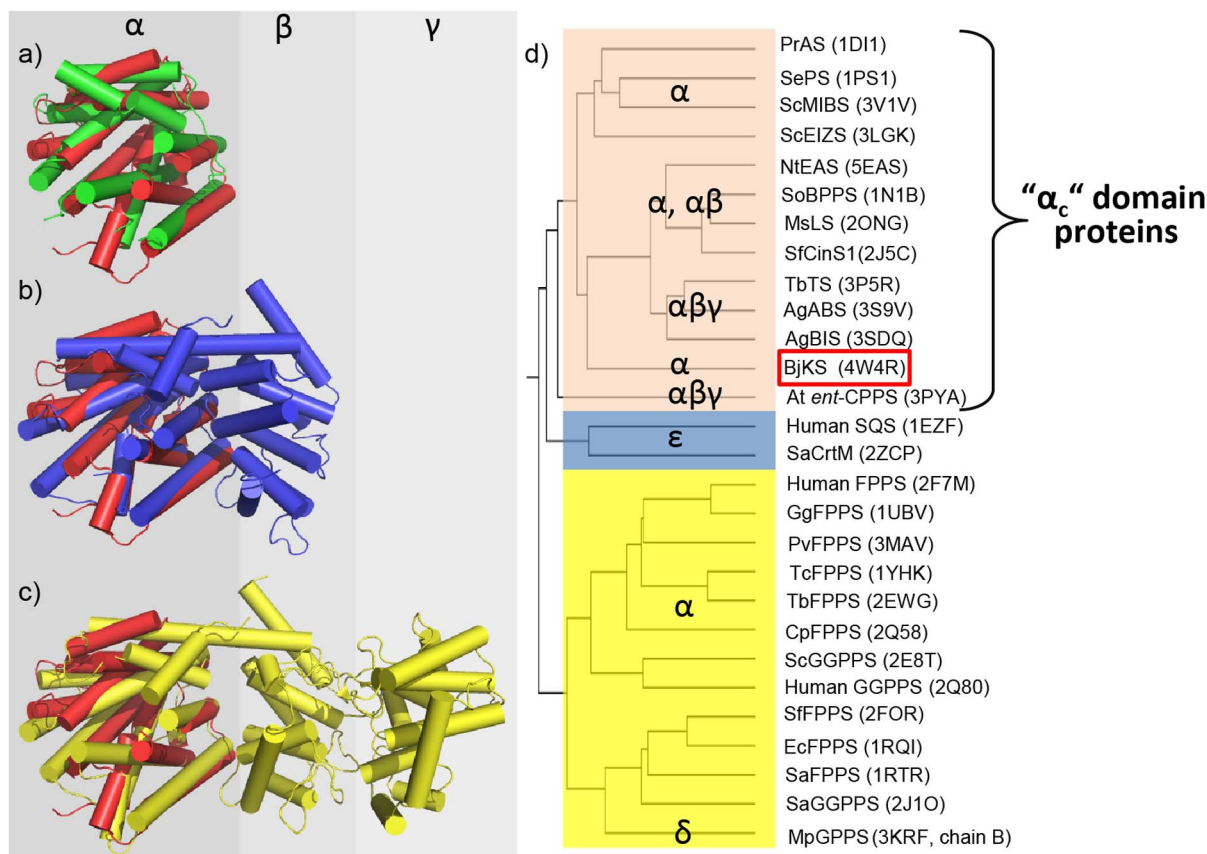 α β γ
a)
b)
c)
d)
PrAS (1DI1)
SePS (1PS1)
α
ScMIBS (3V1V)
ScEIZS (3LGK)
NtEAS (5EAS)
SoBPPS (1N1B)
α, αβ
MsLS (2ONG)
SfCinS1(2J5C)
TbTS (3P5R)
αβγ
AgABS (3S9V)
AgBIS (3SDQ)
α
BjKS (4W4R)
αβγ
At ent-CPPS (3PYA)
"αc" domain
proteins
Human SQS (1EZF)
ε
SaCrtM (2ZCP)
Human FPPS (2F7M)
GgFPPS (1UBV)
PvFPPS (3MAV)
TcFPPS (1YHK)
α
TbFPPS (2EWG)
CpFPPS (2Q58)
ScGGPPS (2E8T)
Human GGPPS (2Q80)
SfFPPS (2FOR)
EcFPPS (1RQI)
SaFPPS (1RTR)
SaGGPPS (2J1O)
δ
MpGPPS (3KRF, chain B)